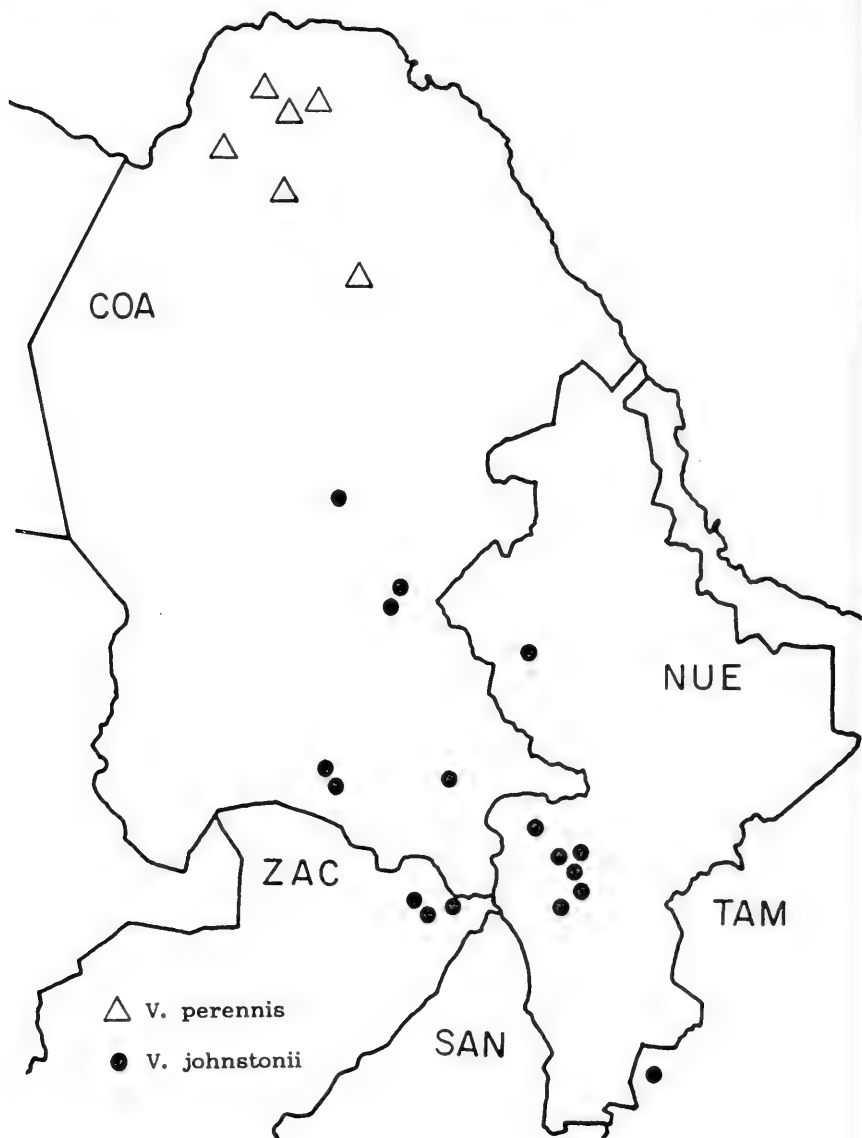 COA
NUE
ZAC
TAM
SAN
△ V. perennis
● V. johnstonii